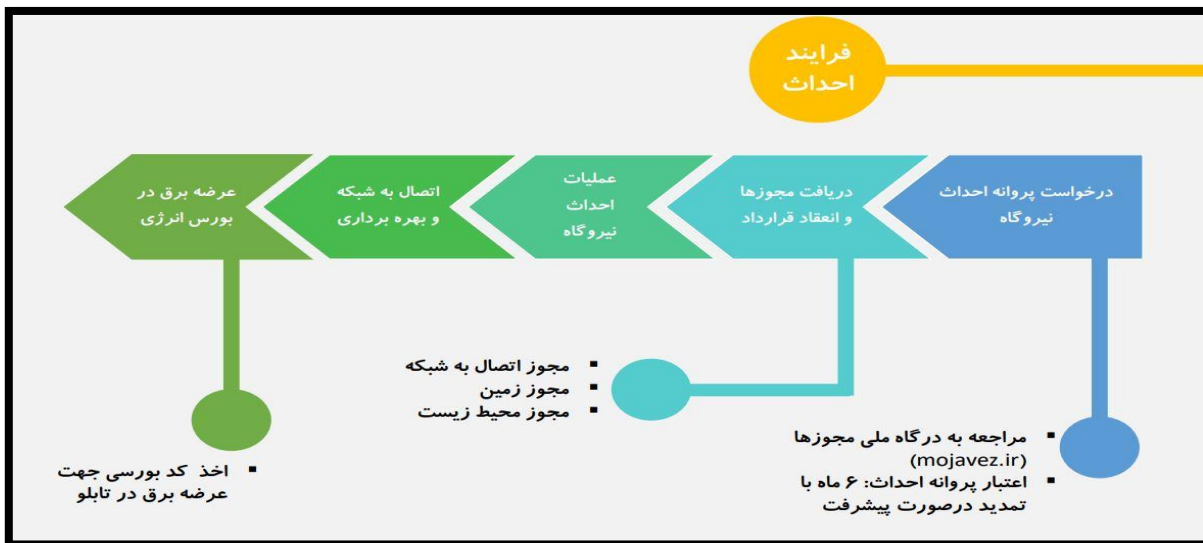 فرایند
احداث
درخواست پروانه احداث
نیروگاه
دریافت مجوزها
و انعقاد قرارداد
عملیات
احداث
نیروگاه
اتصال به شبکه
و بهره برداری
عرضه برق در
بورس انرژی
▪ مراجعه به درگاه ملی مجوزها
(mojavez.ir)
▪ اعتبار پروانه احداث: ۶ ماه با
تمدید درصورت پیشرفت
▪ مجوز اتصال به شبکه
▪ مجوز زمین
▪ مجوز محیط زیست
▪ اخذ کد بورسی جهت
عرضه برق در تابلو